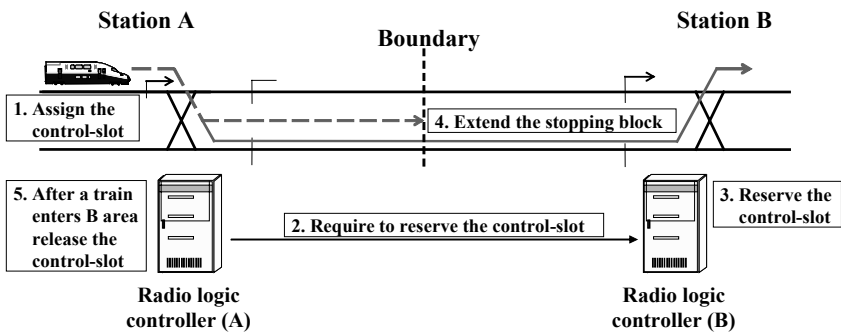 Station A
Station B
Boundary
1. Assign the
control-slot
4. Extend the stopping block
5. After a train
enters B area
release the
control-slot
2. Require to reserve the control-slot
3. Reserve the
control-slot
Radio logic
controller (A)
Radio logic
controller (B)